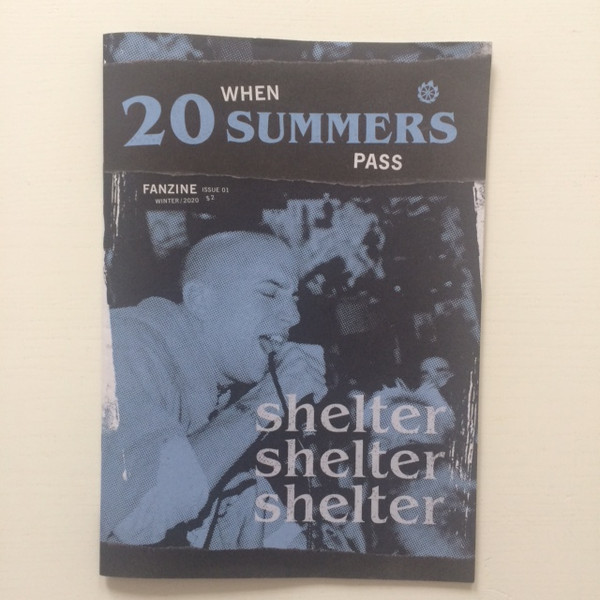 WHEN
20 SUMMERS
PASS
FANZINE ISSUE 01
WINTER/2020 $2
shelter
shelter
shelter